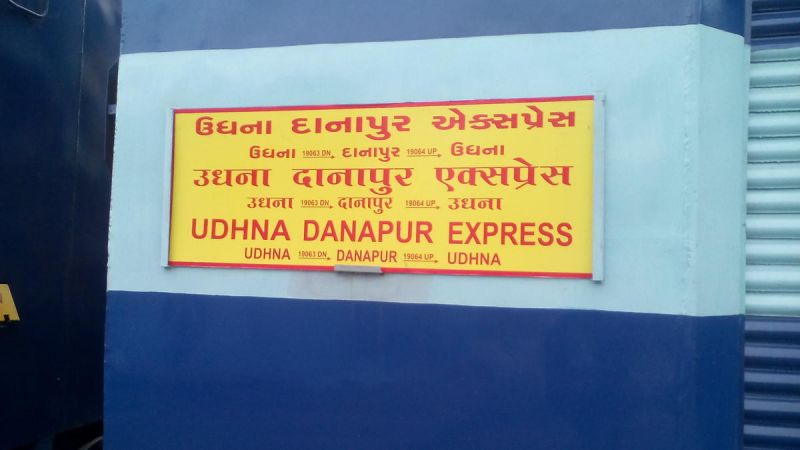 ઉધના દાનાપુર એક્સપ્રેસ
ઉધના 19063 DN→ દાનાપુર 19064 UP→ ઉધના
उधना दानापुर एक्सप्रेस
उधना 19063 DN→ दानापुर 19064 UP→ उधना
UDHNA DANAPUR EXPRESS
UDHNA 19063 DN→ DANAPUR 19064 UP→ UDHNA